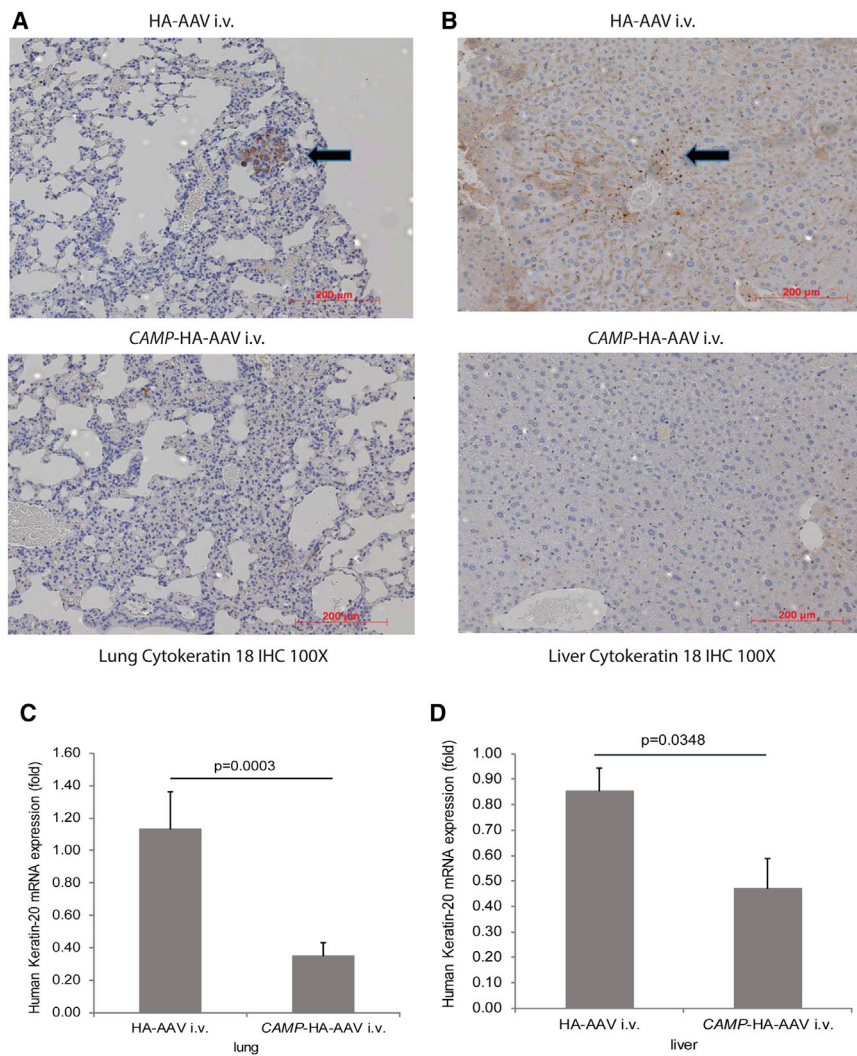 A
HA-AAV i.v.
200 µm
CAMP-HA-AAV i.v.
200 µm
Lung Cytokeratin 18 IHC 100X
B
HA-AAV i.v.
200 µm
CAMP-HA-AAV i.v.
200 µm
Liver Cytokeratin 18 IHC 100X
C
Human Keratin-20 mRNA expression (fold)
1.60
1.40
1.20
1.00
0.80
0.60
0.40
0.20
0.00
p=0.0003
HA-AAV i.v.
CAMP-HA-AAV i.v.
lung
D
Human Keratin-20 mRNA expression (fold)
1.00
0.90
0.80
0.70
0.60
0.50
0.40
0.30
0.20
0.10
0.00
p=0.0348
HA-AAV i.v.
CAMP-HA-AAV i.v.
liver